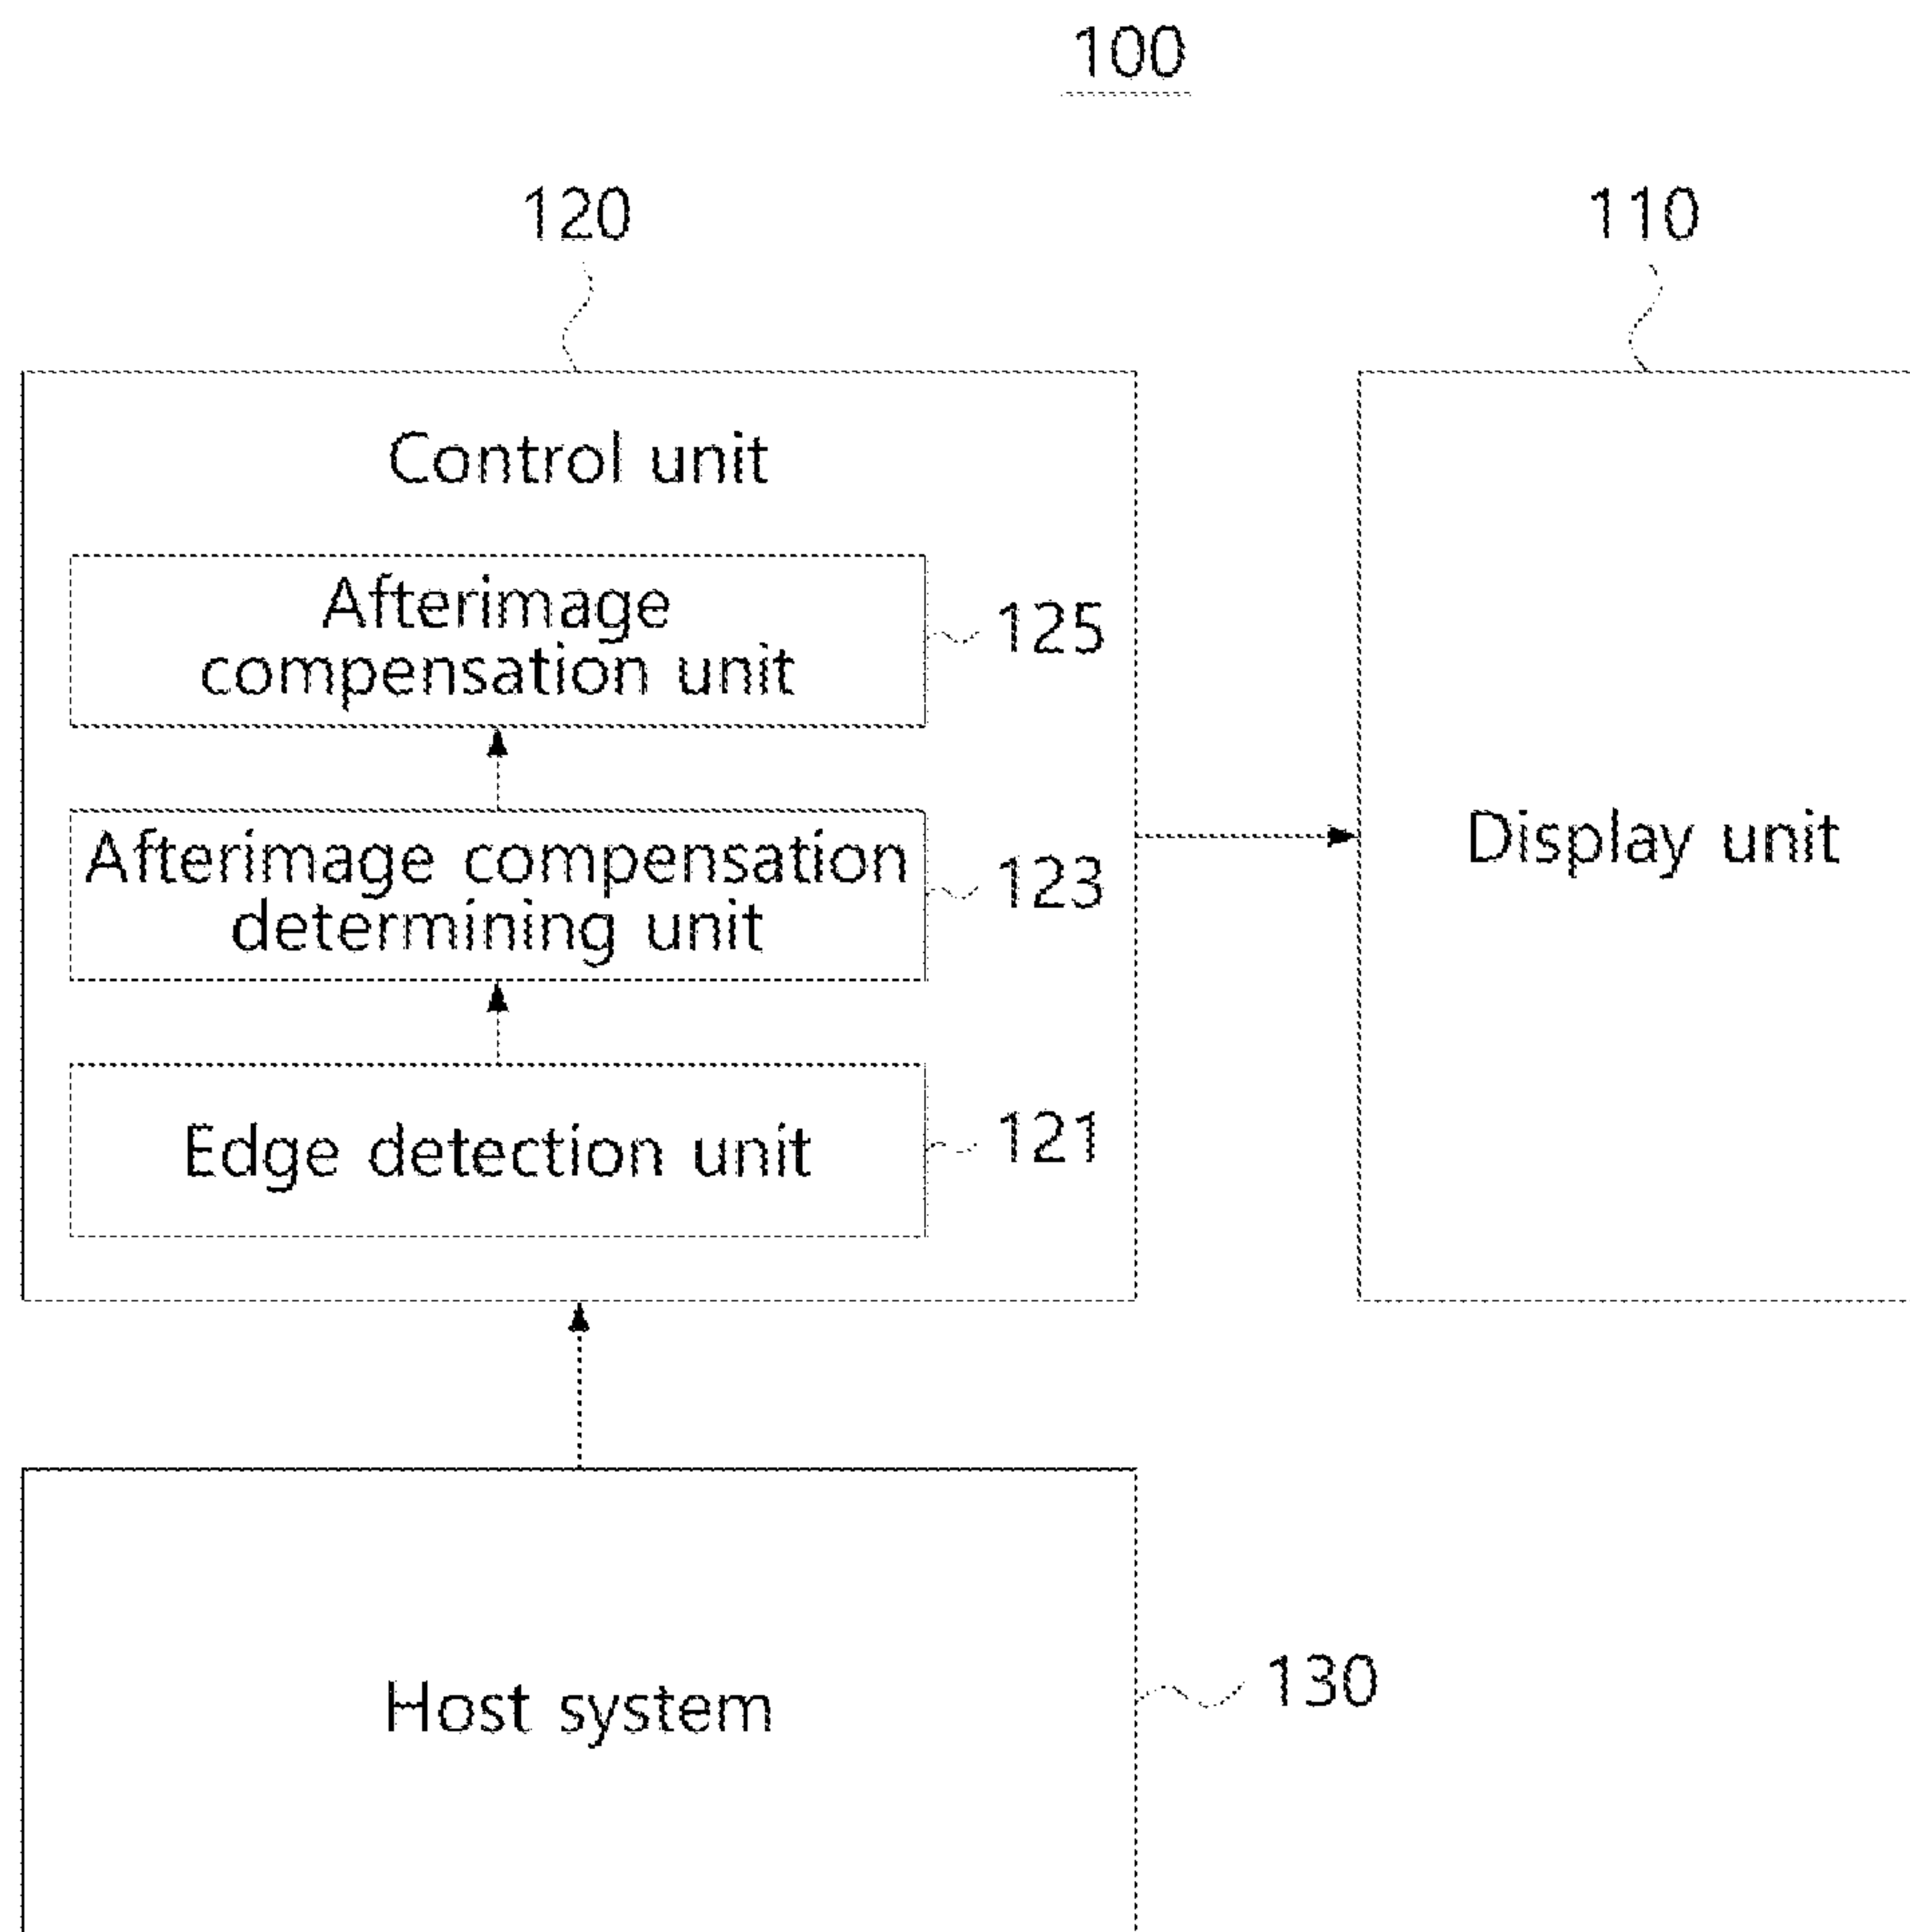 100
120
110
Control unit
Afterimage
compensation unit
125
Afterimage compensation
determining unit
123
Display unit
Edge detection unit
121
Host system
130